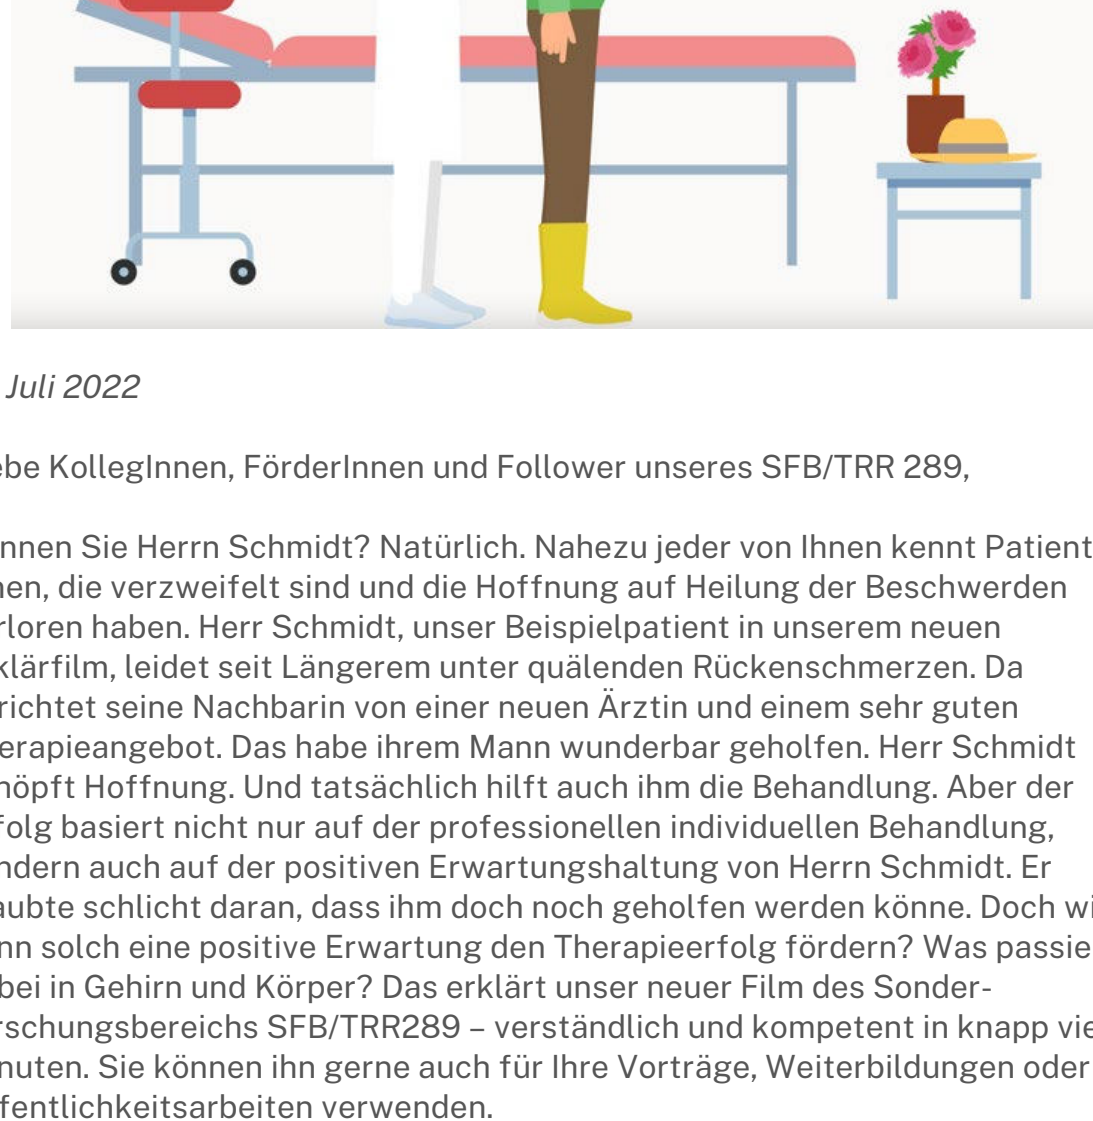 Juli 2022
ebe KollegInnen, FörderInnen und Follower unseres SFB/TRR 289,
nnen Sie Herrn Schmidt? Natürlich. Nahezu jeder von Ihnen kennt Patient
nen, die verzweifelt sind und die Hoffnung auf Heilung der Beschwerden
rloren haben. Herr Schmidt, unser Beispielpatient in unserem neuen
klärfilm, leidet seit Längerem unter quälenden Rückenschmerzen. Da
richtet seine Nachbarin von einer neuen Ärztin und einem sehr guten
erapieangebot. Das habe ihrem Mann wunderbar geholfen. Herr Schmidt
höpft Hoffnung. Und tatsächlich hilft auch ihm die Behandlung. Aber der
folg basiert nicht nur auf der professionellen individuellen Behandlung,
ndern auch auf der positiven Erwartungshaltung von Herrn Schmidt. Er
aubte schlicht daran, dass ihm doch noch geholfen werden könne. Doch wi
nn solch eine positive Erwartung den Therapieerfolg fördern? Was passie
bei in Gehirn und Körper? Das erklärt unser neuer Film des Sonder-
rschungsbereichs SFB/TRR289 – verständlich und kompetent in knapp vie
nuten. Sie können ihn gerne auch für Ihre Vorträge, Weiterbildungen oder
fentlichkeitsarbeiten verwenden.